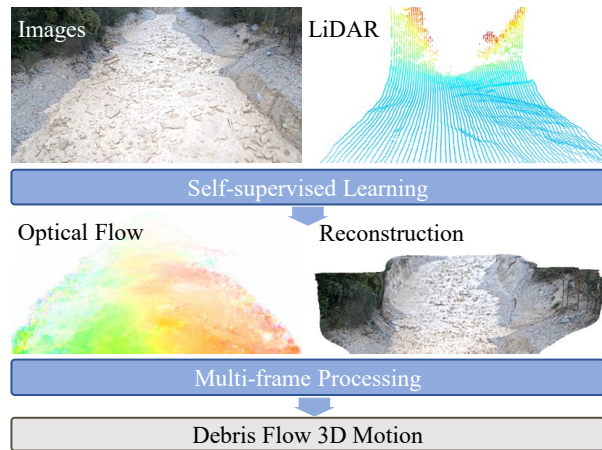 Images
LiDAR
Self-supervised Learning
Optical Flow
Reconstruction
Multi-frame Processing
Debris Flow 3D Motion